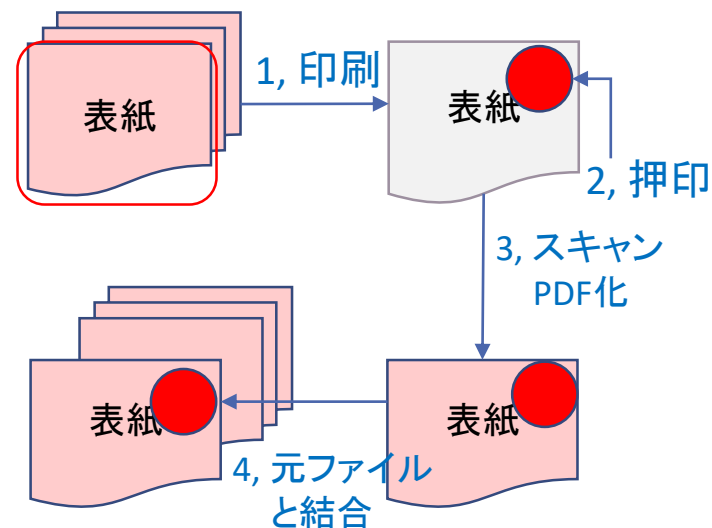 表紙
1, 印刷
表紙
2, 押印
3, スキャン
PDF化
表紙
4, 元ファイル
と結合
表紙